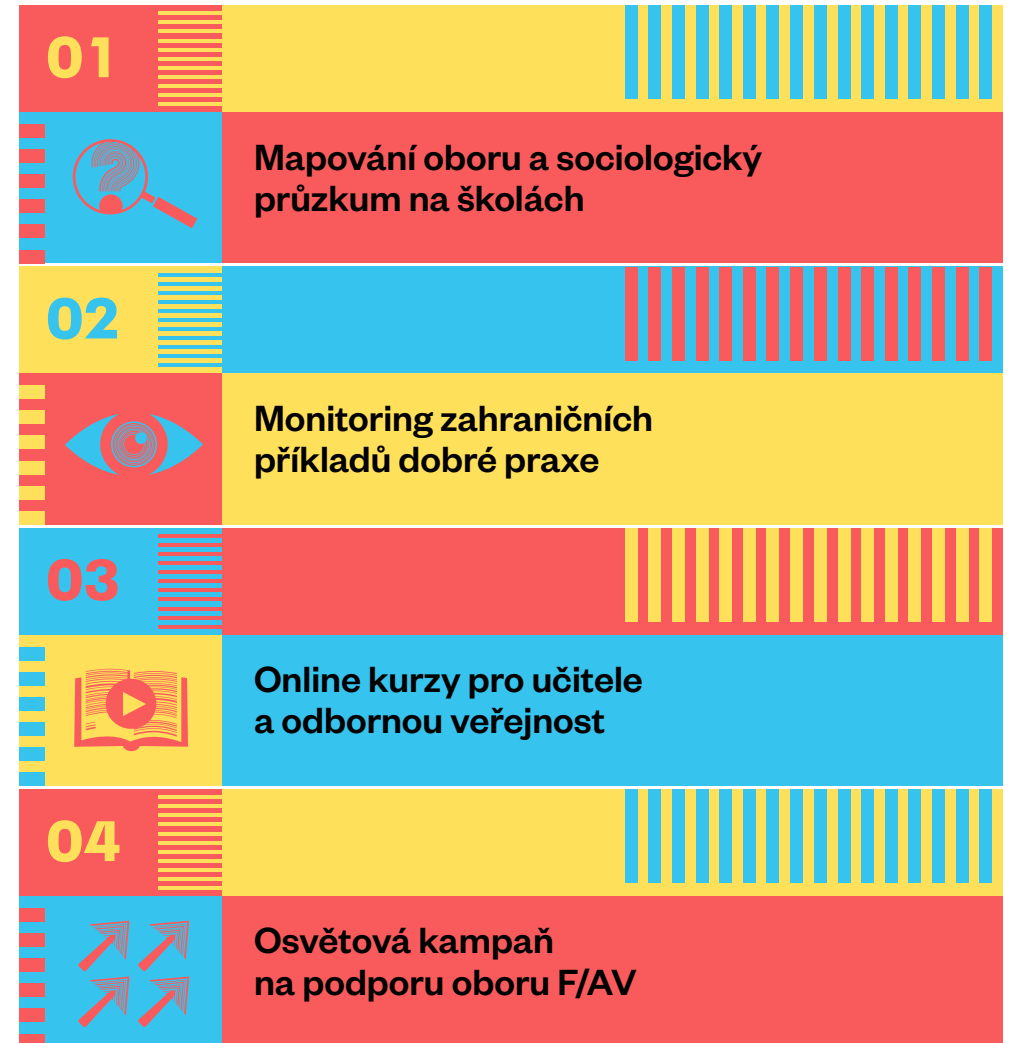 01
Mapování oboru a sociologický
průzkum na školách
02
Monitoring zahraničních
příkladů dobré praxe
03
Online kurzy pro učitele
a odbornou veřejnost
04
Osvětová kampaň
na podporu oboru F/AV